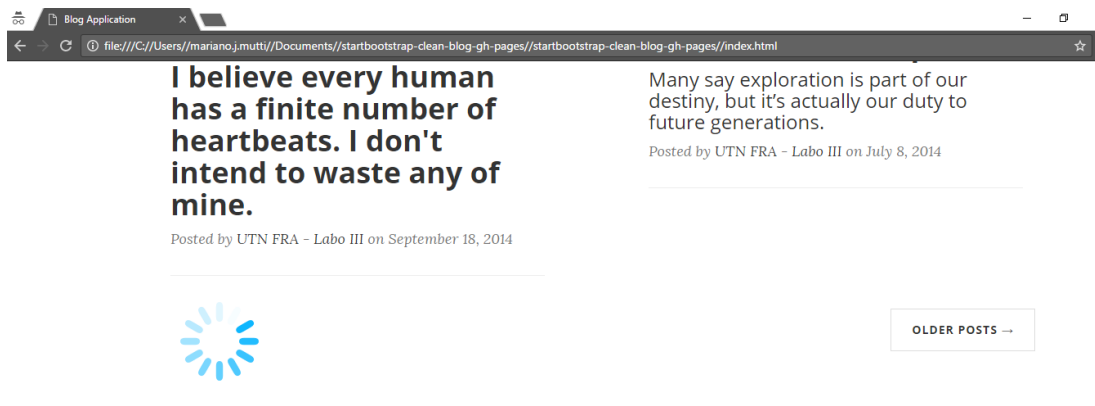 Blog Application
file:///C://Users//mariano.j.mutti//Documents//startbootstrap-clean-blog-gh-pages//startbootstrap-clean-blog-gh-pages//index.html
I believe every human
has a finite number of
heartbeats. I don't
intend to waste any of
mine.
Posted by UTN FRA - Labo III on September 18, 2014
Many say exploration is part of our
destiny, but it’s actually our duty to
future generations.
Posted by UTN FRA - Labo III on July 8, 2014
OLDER POSTS →